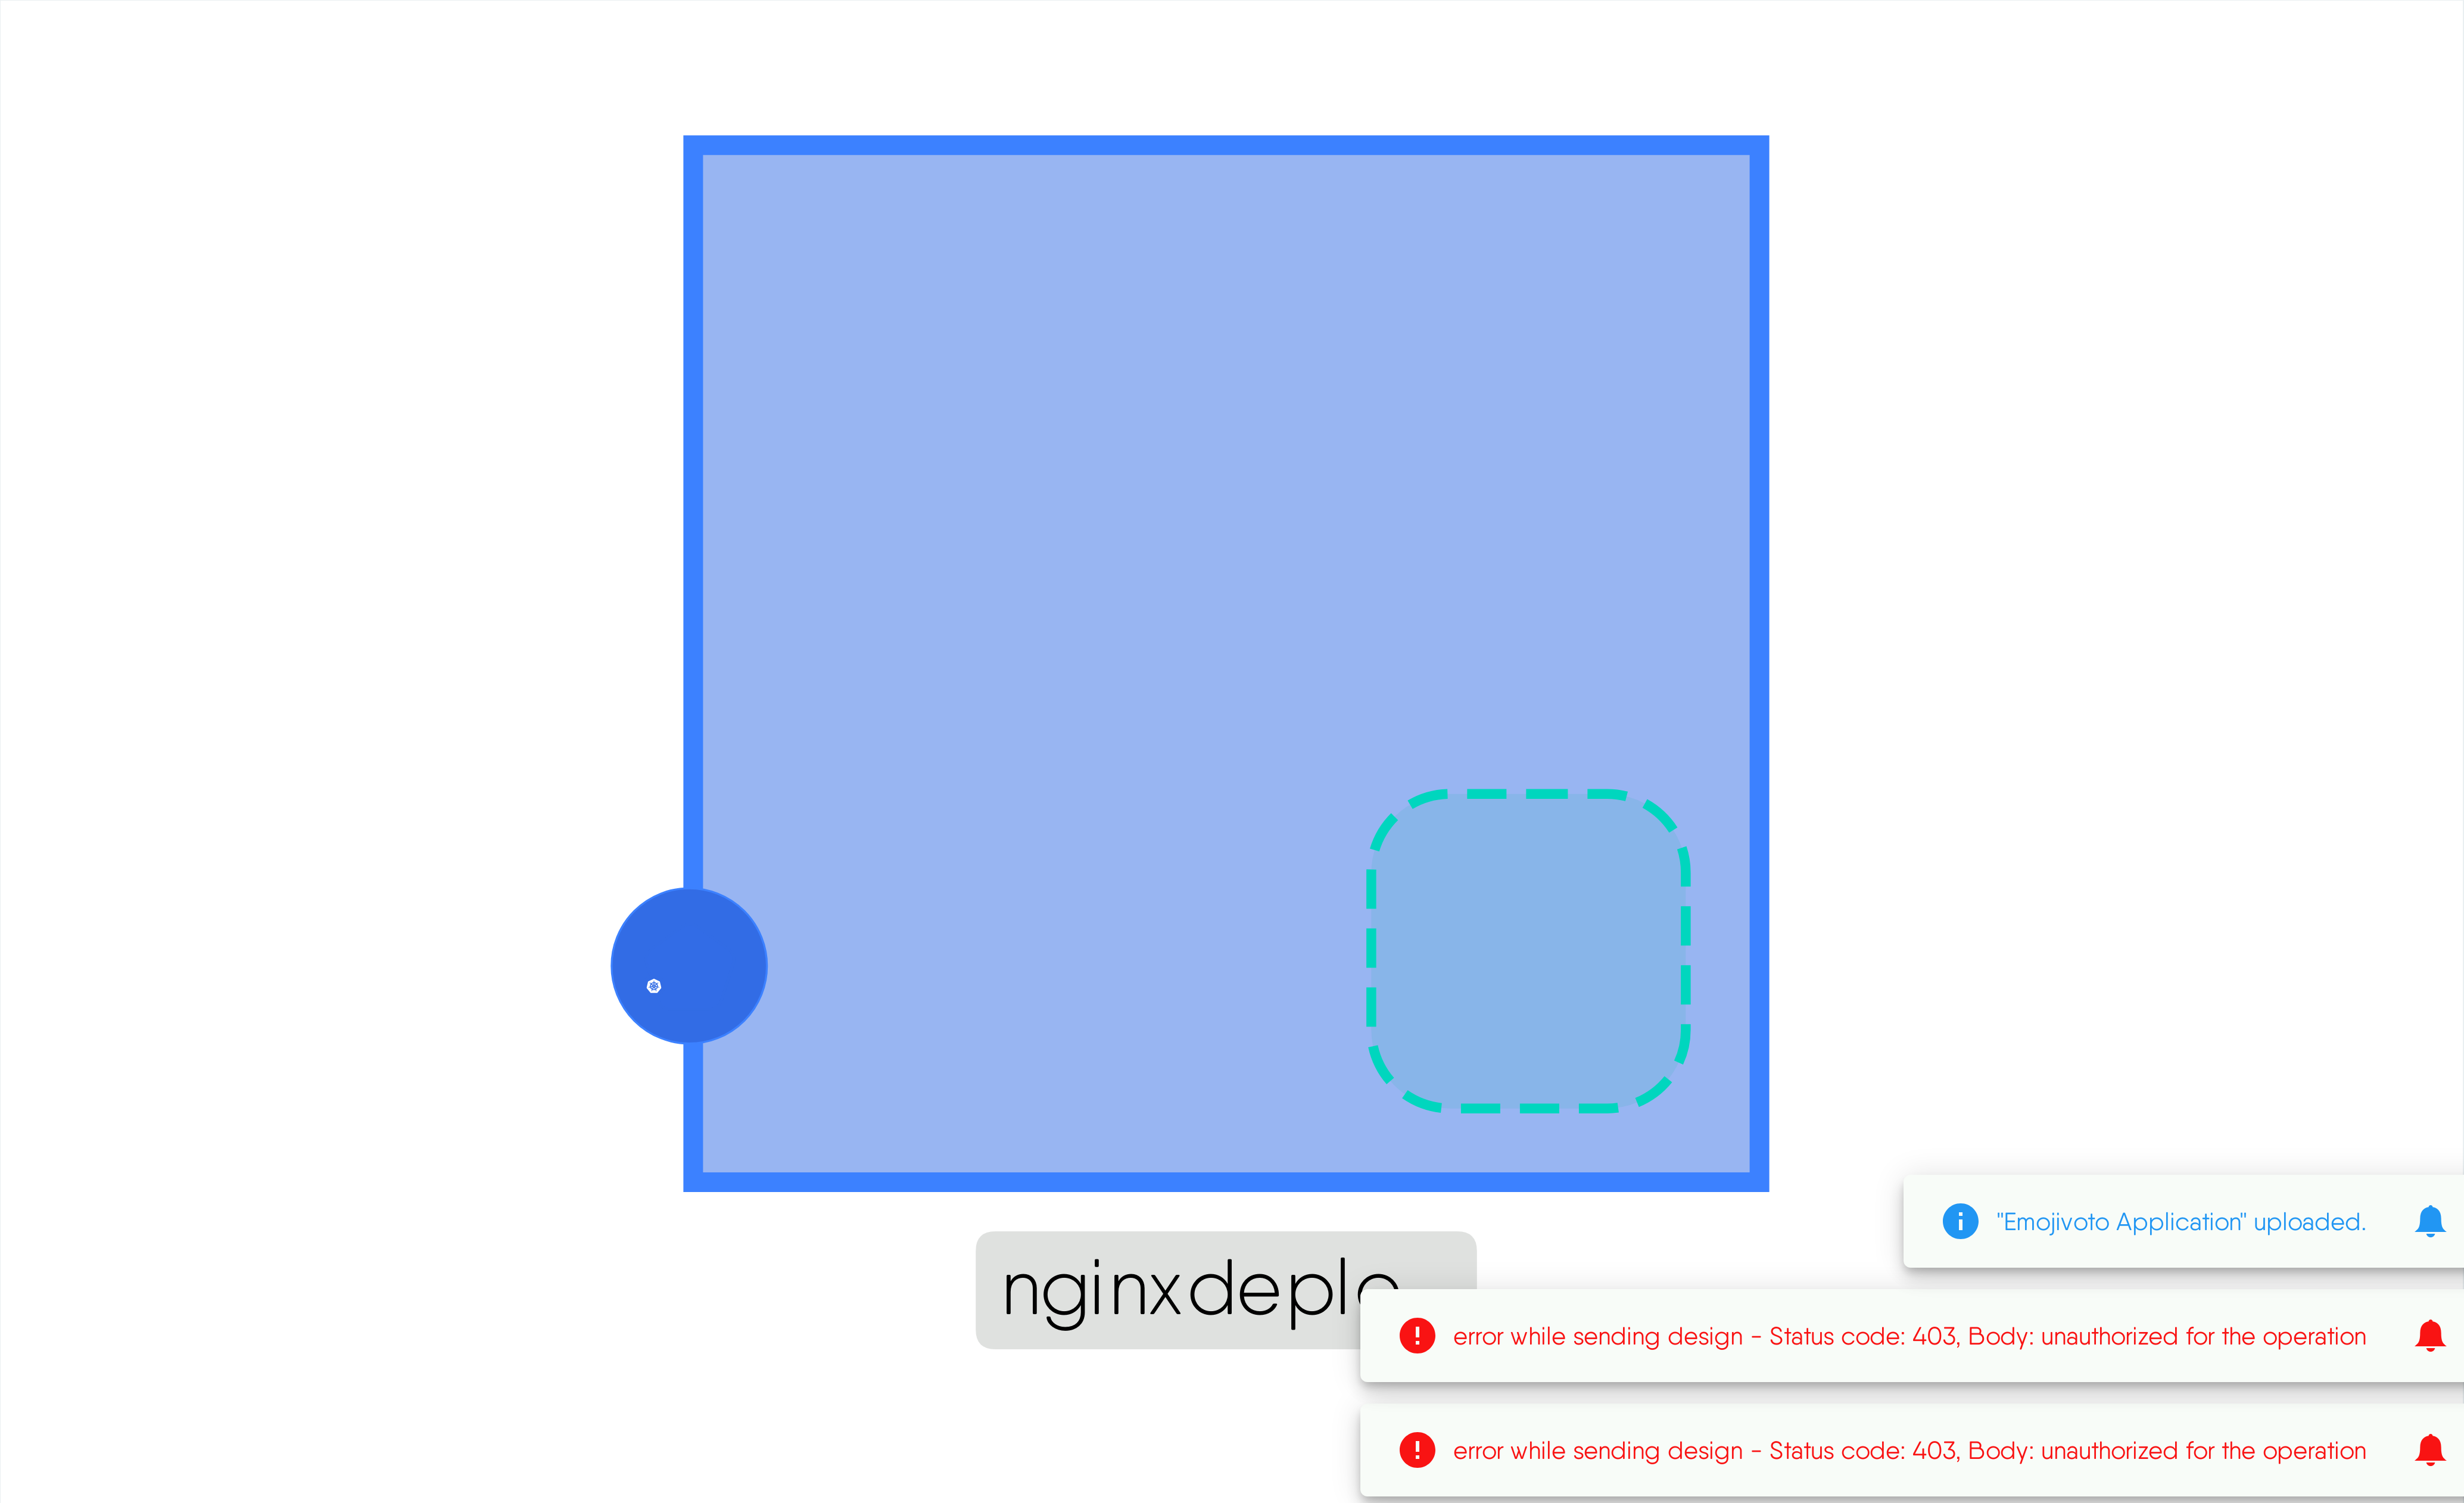 "Emojivoto Application" uploaded.
error while sending design - Status code: 403, Body: unauthorized for the operation
error while sending design - Status code: 403, Body: unauthorized for the operation